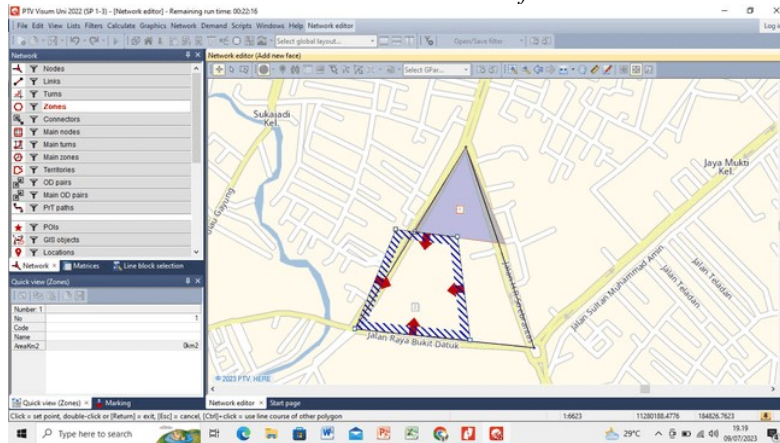 PTV Visum Uni 2022 (SP 1-3) - [Network editor] - Remaining run time: 00:22:16
File Edit View Lists Filters Calculate Graphics Network Demand Scripts Windows Help Network editor
Log i
Select global layout...
Open/Save filter
Network
Network editor (Add new face)
Nodes
Links
Turns
Zones
Connectors
Main nodes
Main turns
Main zones
Territories
OD pairs
Main OD pairs
PrT paths
POIs
GIS objects
Locations
Select GPar...
Sukajadi
Kel.
Jaya Mukti
Kel.
Jalan Sultan Muhammad Amin
Jalan Teladan
Jalan Teladan
Jalan Raya Bukit Datuk
© 2023 PTV, HERE
Network
Matrices
Line block selection
Quick view (Zones)
Number: 1
No 1
Code
Name
AreaKm2 0km2
Quick view (Zones)
Marking
Network editor
Start page
Click = set point, double-click or [Return] = exit, [Esc] = cancel, [Ctrl]+click = use line course of other polygon
1:6623
11280188.4776
184826.7623
Type here to search
29°C
19.19
09/07/2023